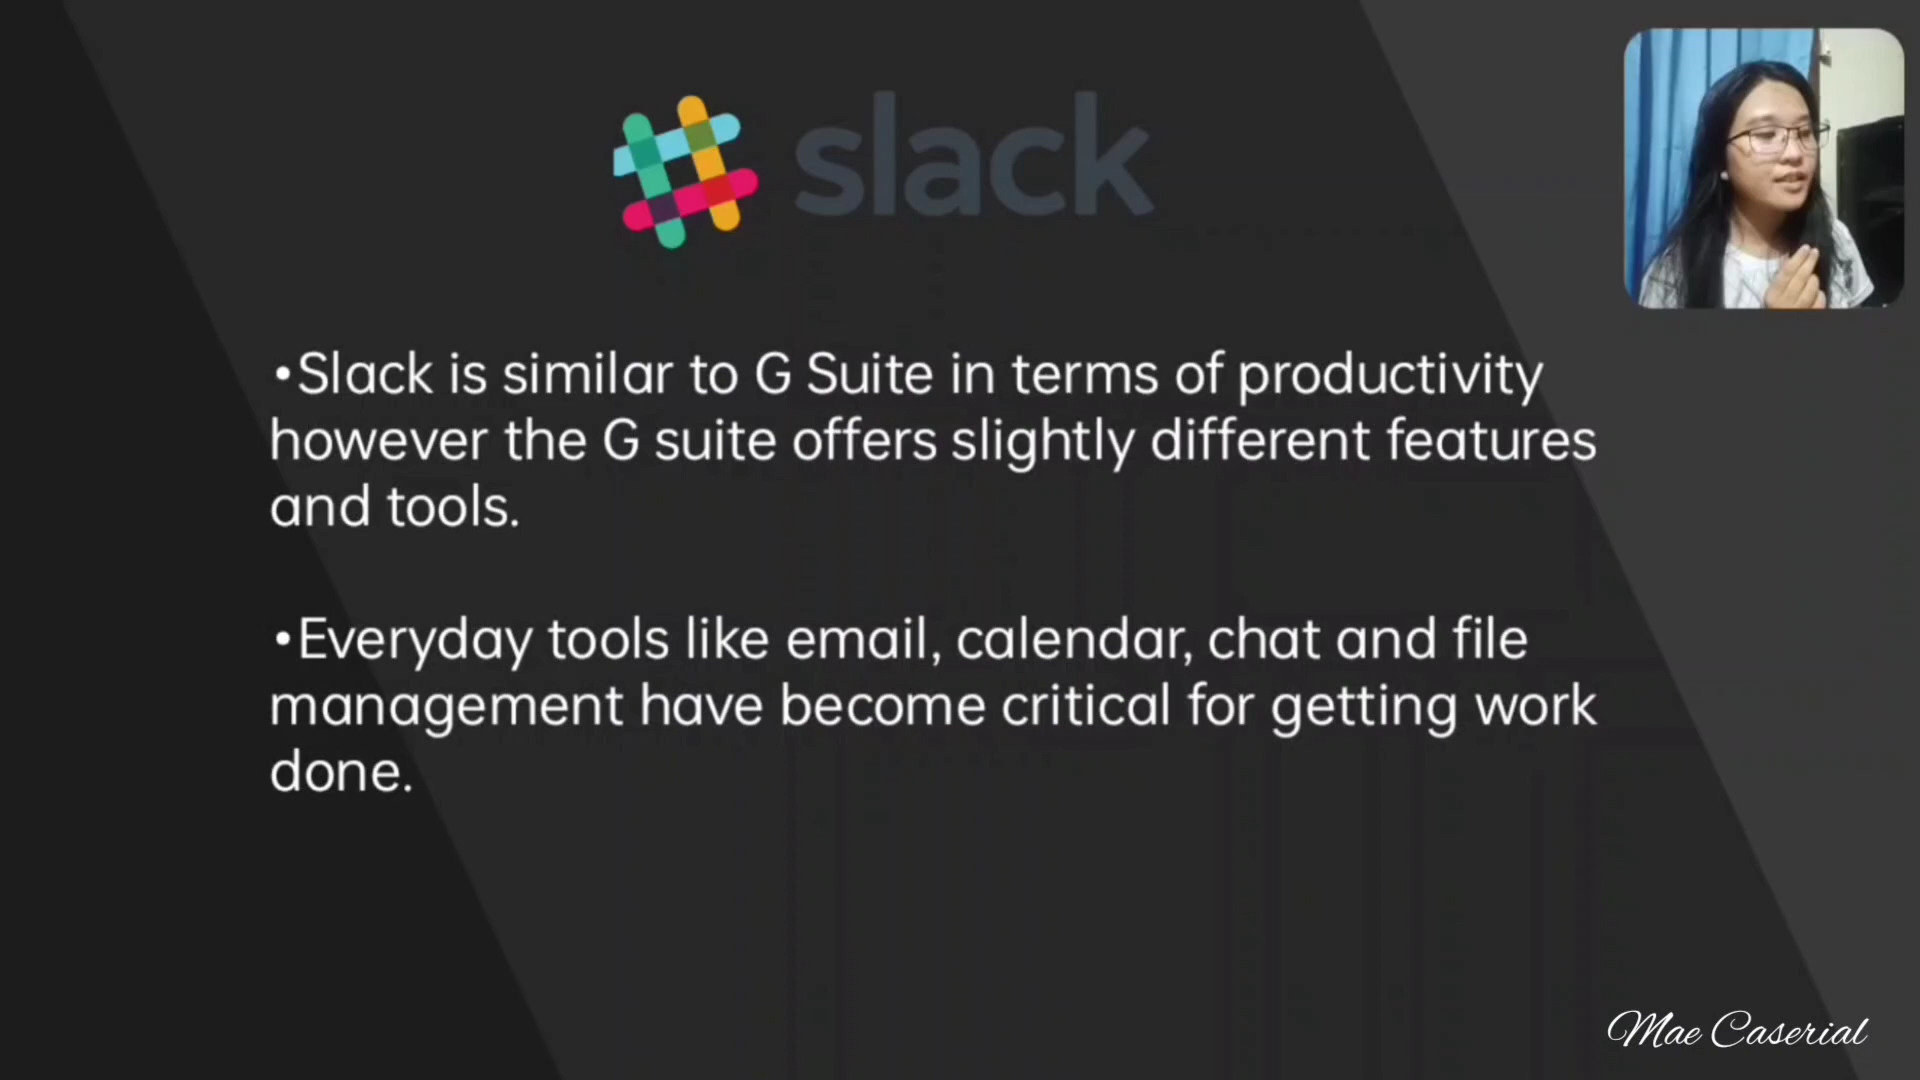 slack
•Slack is similar to G Suite in terms of productivity
however the G suite offers slightly different features
and tools.
•Everyday tools like email, calendar, chat and file
management have become critical for getting work
done.
Mae Caserial